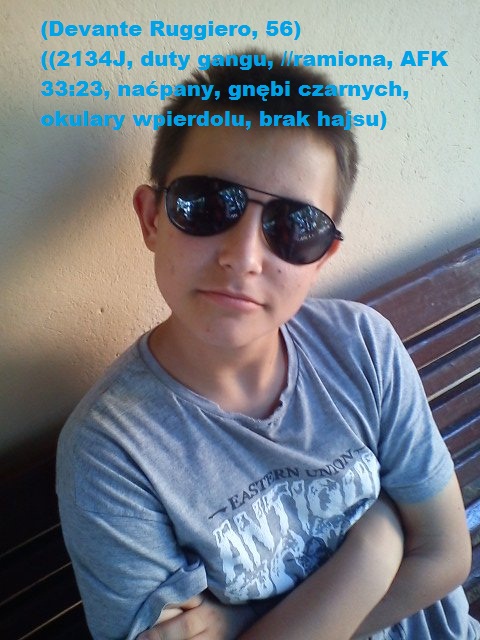 (Devante Ruggiero, 56)
((2134J, duty gangu, //ramiona, AFK
33:23, naćpany, gnębi czarnych,
okulary wpierdolu, brak hajsu)
EASTERN UNION